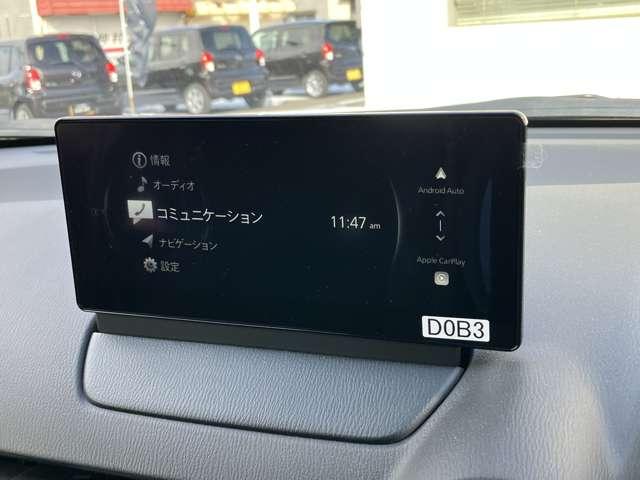 情報
オーディオ
コミュニケーション
ナビゲーション
設定
11:47 am
Android Auto
Apple CarPlay
D0B3